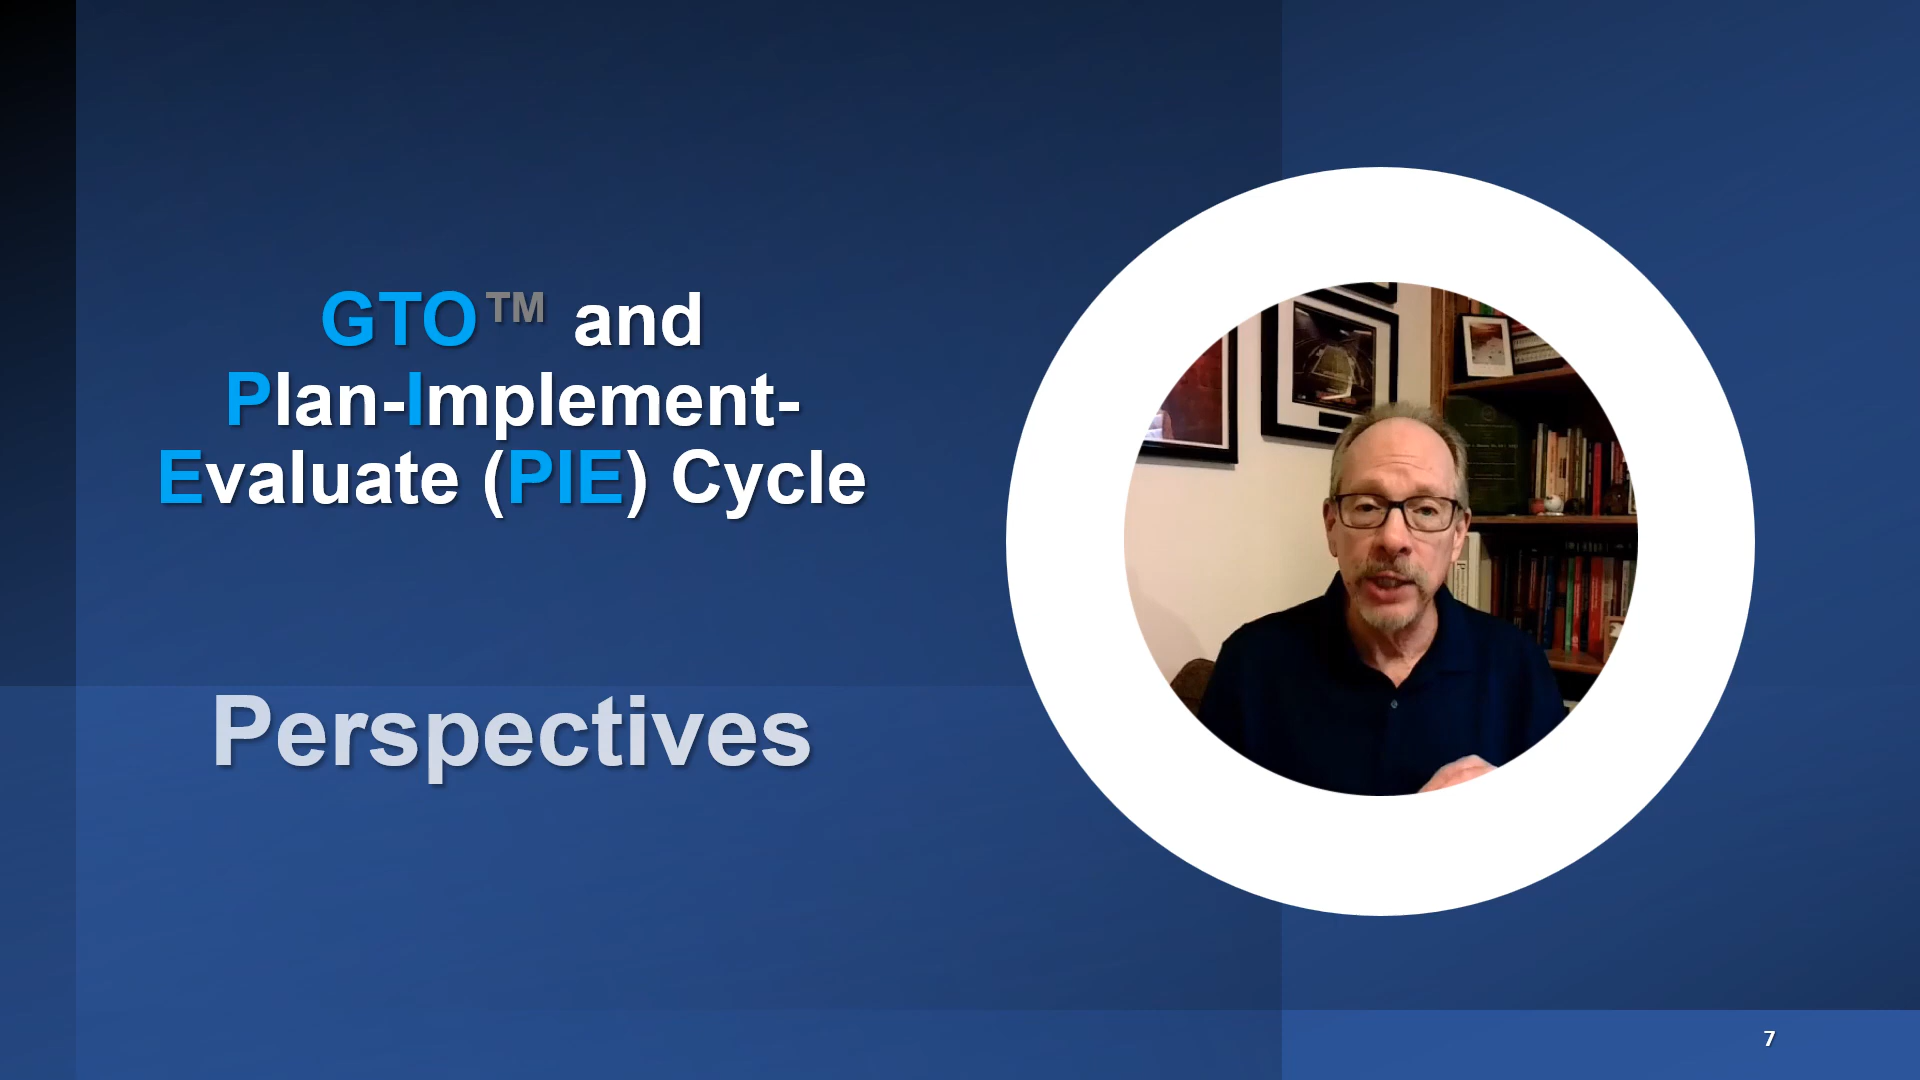 GTO™ and
Plan-Implement-
Evaluate (PIE) Cycle
Perspectives
7